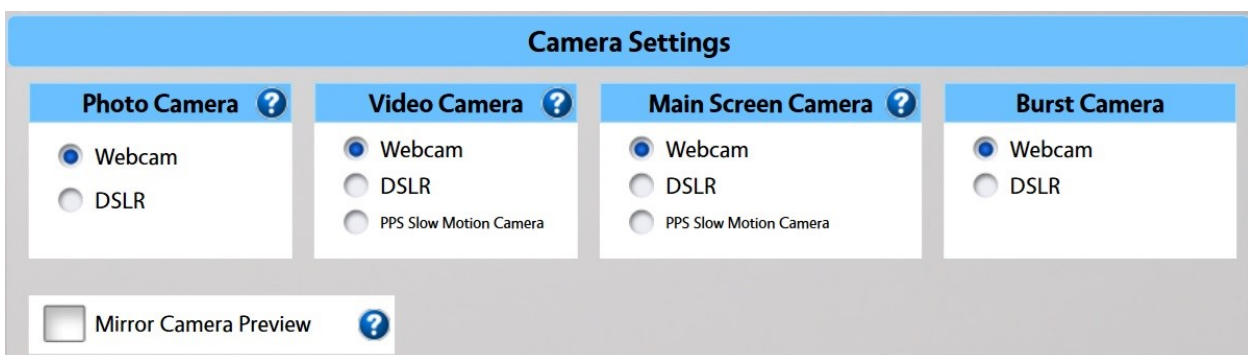 Camera Settings
Photo Camera ?
Webcam
DSLR
Video Camera ?
Webcam
DSLR
PPS Slow Motion Camera
Main Screen Camera ?
Webcam
DSLR
PPS Slow Motion Camera
Burst Camera
Webcam
DSLR
Mirror Camera Preview ?